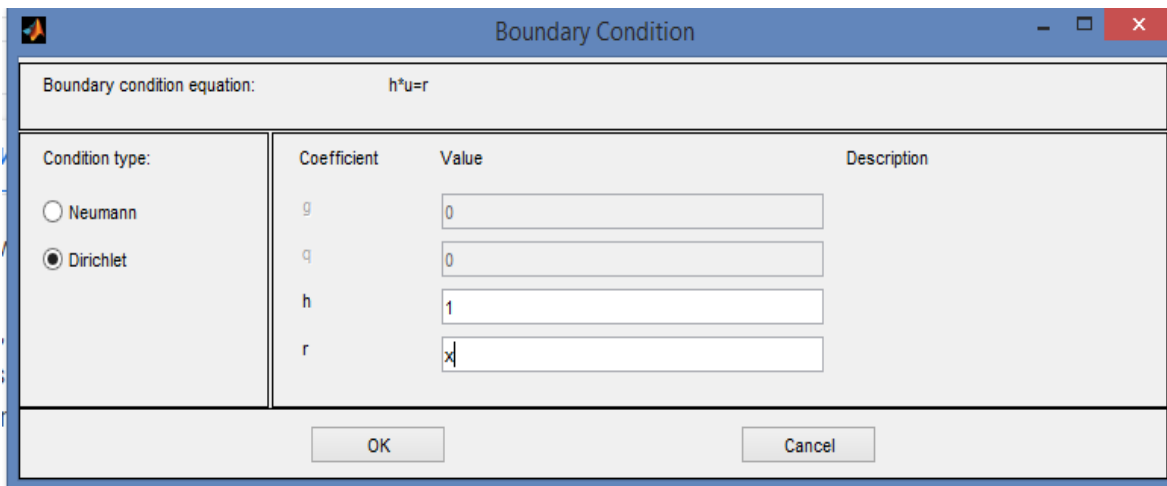 Boundary Condition
Boundary condition equation: h*u=r
Condition type:
Neumann
Dirichlet
Coefficient Value Description
g 0
q 0
h 1
r x
OK Cancel